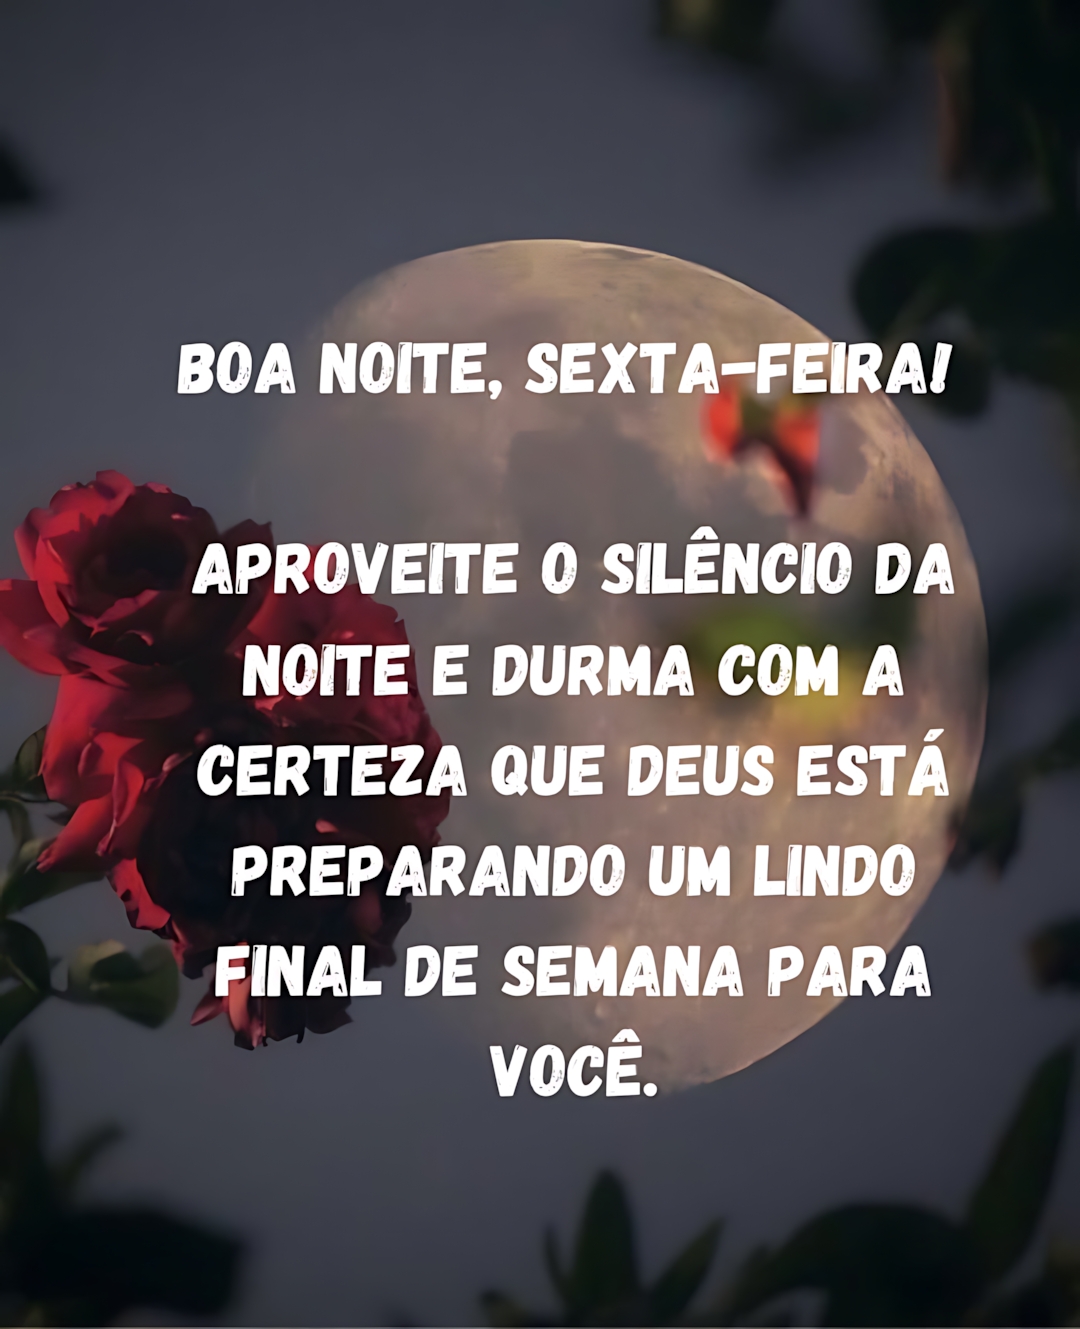 BOA NOITE, SEXTA-FEIRA!
APROVEITE O SILÊNCIO DA
NOITE E DURMA COM A
CERTEZA QUE DEUS ESTÁ
PREPARANDO UM LINDO
FINAL DE SEMANA PARA
VOCÊ.